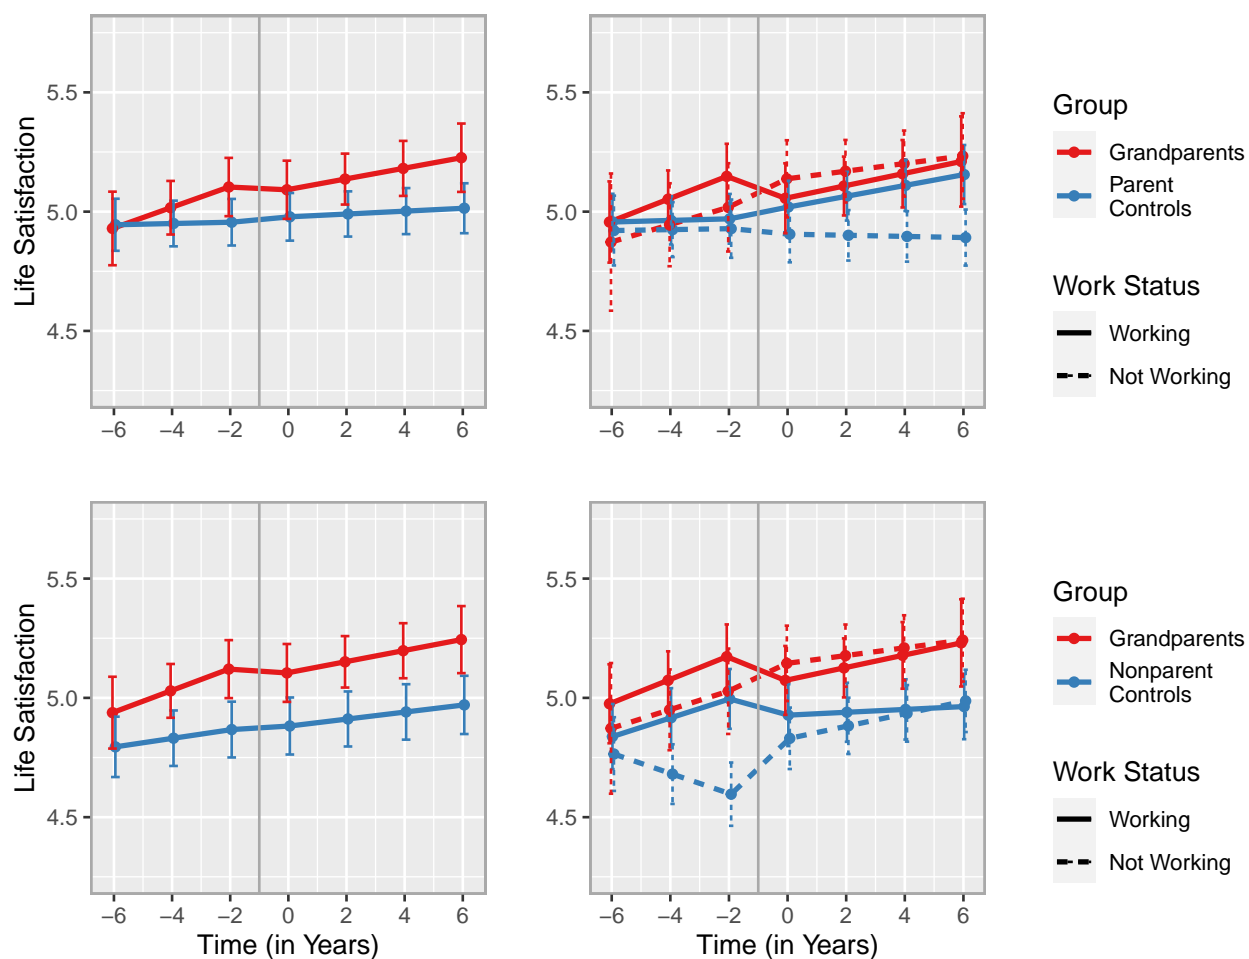 Life Satisfaction
5.5
5.0
4.5
−6 −4 −2 0 2 4 6
5.5
5.0
4.5
−6 −4 −2 0 2 4 6
Group
Grandparents
Parent
Controls
Work Status
Working
Not Working
Life Satisfaction
5.5
5.0
4.5
−6 −4 −2 0 2 4 6
Time (in Years)
5.5
5.0
4.5
−6 −4 −2 0 2 4 6
Time (in Years)
Group
Grandparents
Nonparent
Controls
Work Status
Working
Not Working